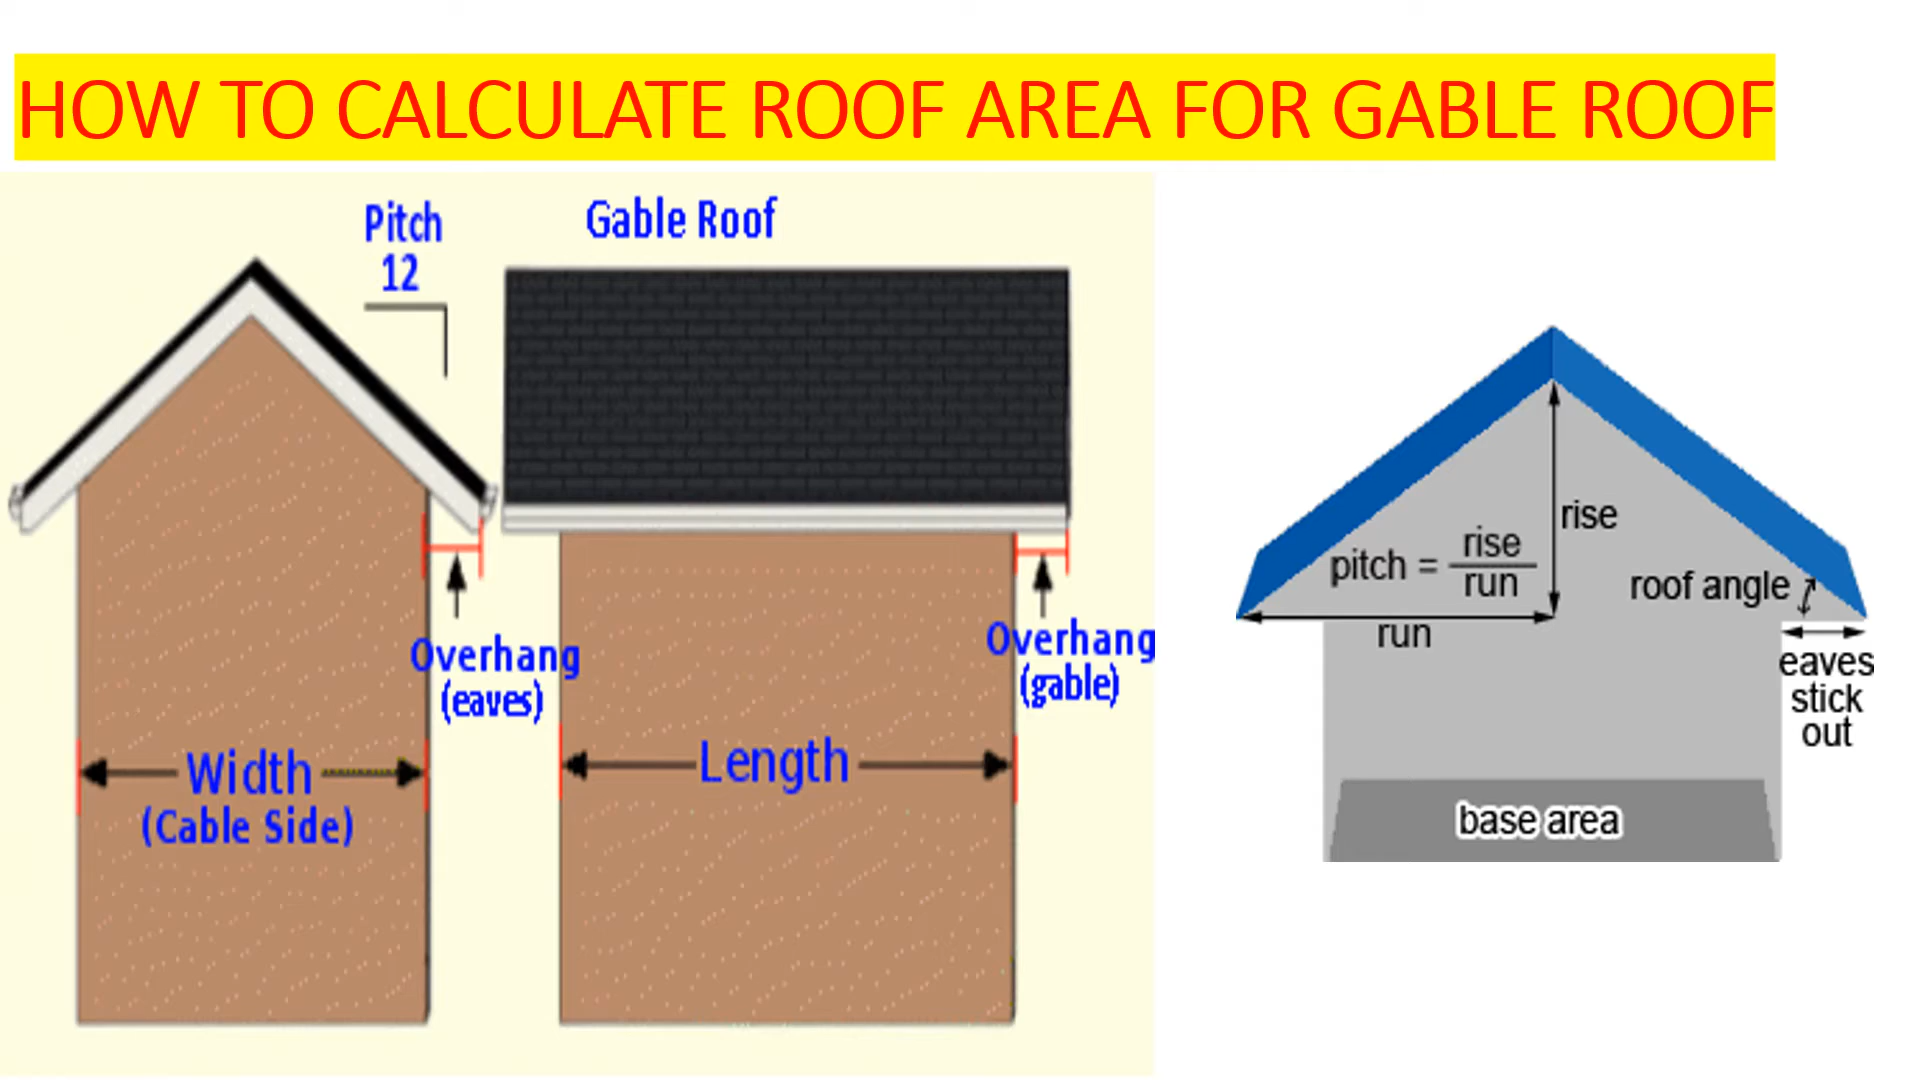 HOW TO CALCULATE ROOF AREA FOR GABLE ROOF
Pitch
12
Gable Roof
Overhang
(eaves)
Overhang
(gable)
Width
(Cable Side)
Length
rise
pitch = rise
run
roof angle
run
eaves
stick
out
base area